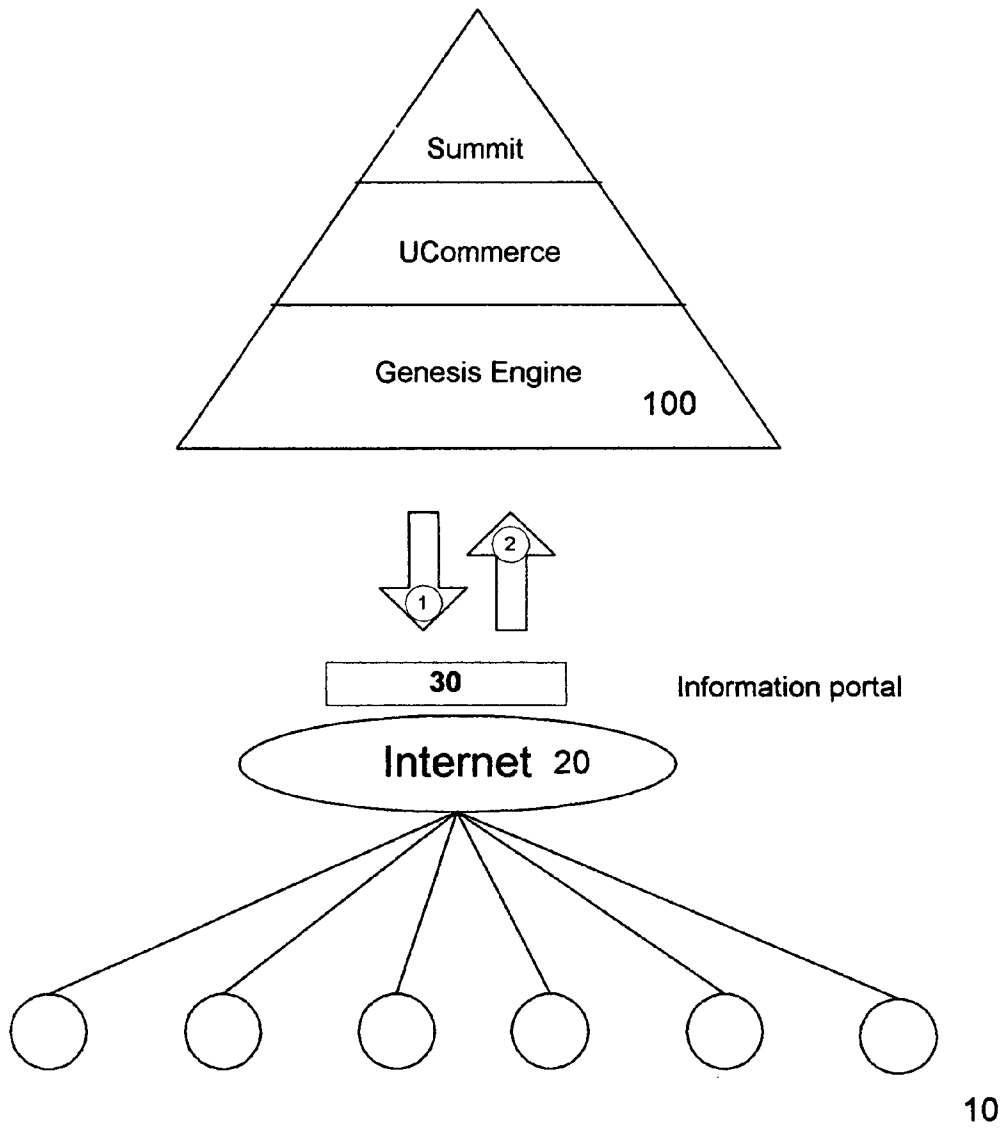 Summit
UCommerce
Genesis Engine
100
2
1
30
Information portal
Internet 20
10